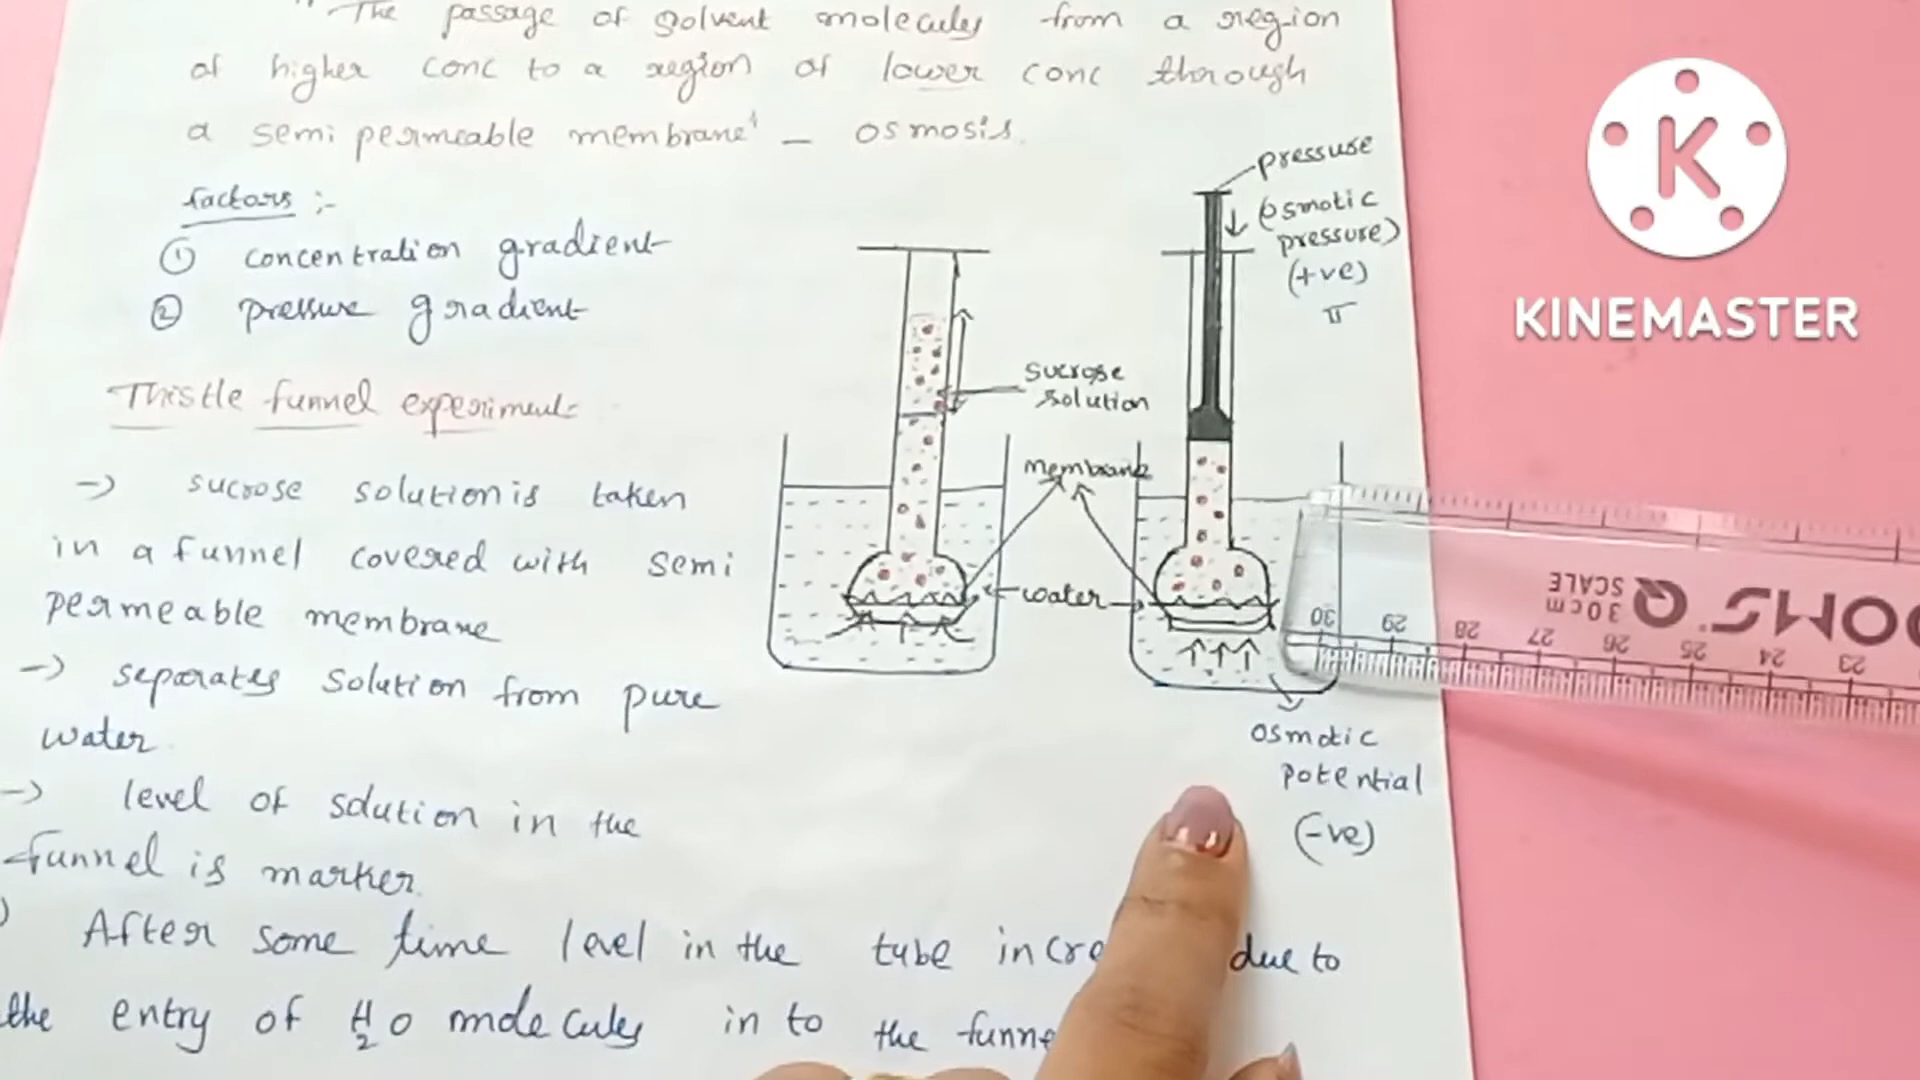 "The passage of solvent molecules from a region
of higher conc to a region of lower conc through
a semi permeable membrane" - osmosis.
factors :-
① concentration gradient
② pressure gradient
Thistle funnel experiment
→ sucrose solution is taken
in a funnel covered with semi
permeable membrane
→ separates solution from pure
water.
→ level of solution in the
funnel is marker.
After some time level in the tube incre due to
the entry of H2O molecules in to the funne
sucrose
solution
membrane
water
pressure
(osmotic
pressure)
(+ve)
π
osmotic
potential
(-ve)
K
KINEMASTER
30cm
SCALE
30 29 28 27 26 25 24 23